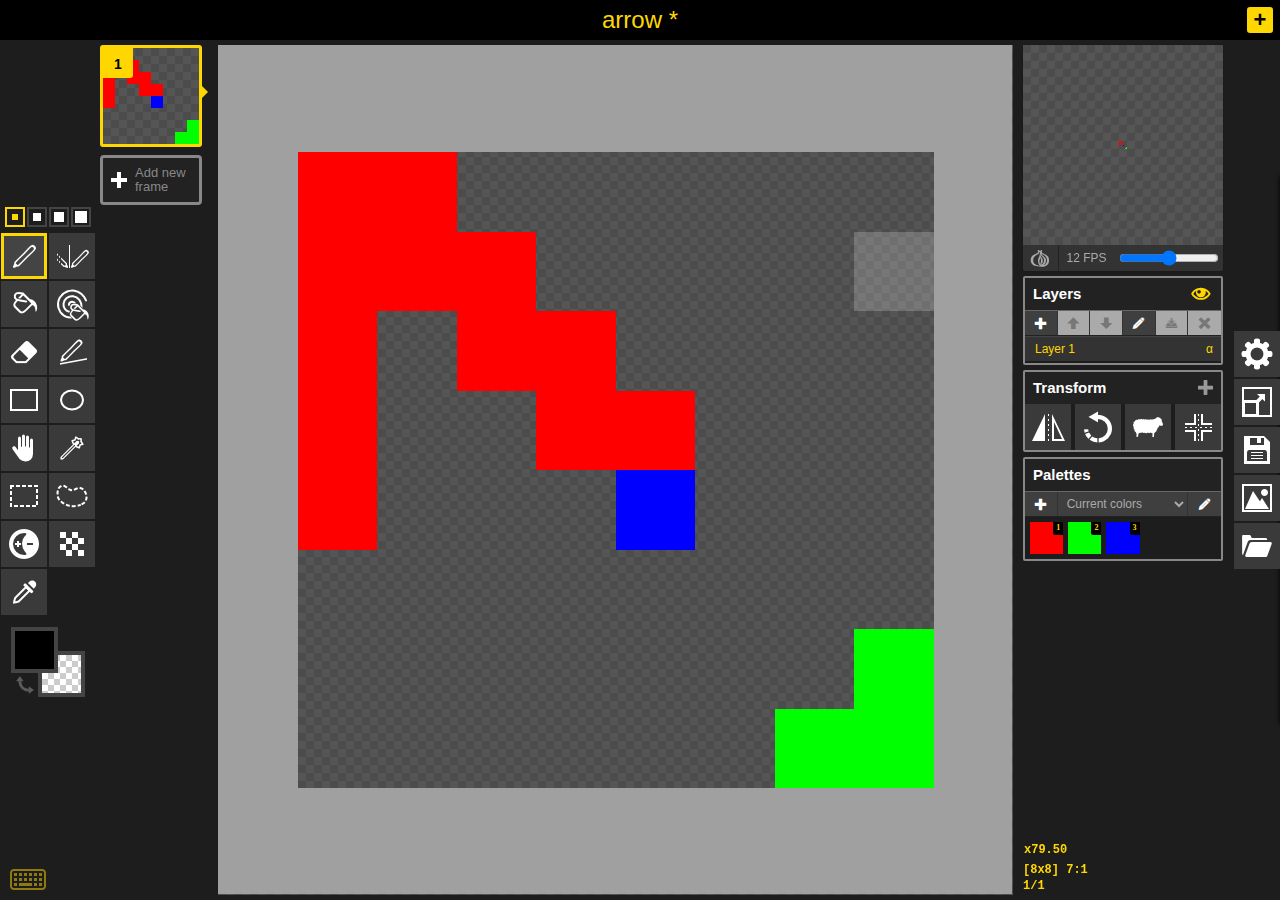 arrow *
+
1
Add new
frame
12 FPS
Layers
Layer 1 α
Transform
Palettes
Current colors
1 2 3
x79.50
[8x8] 7:1
1/1